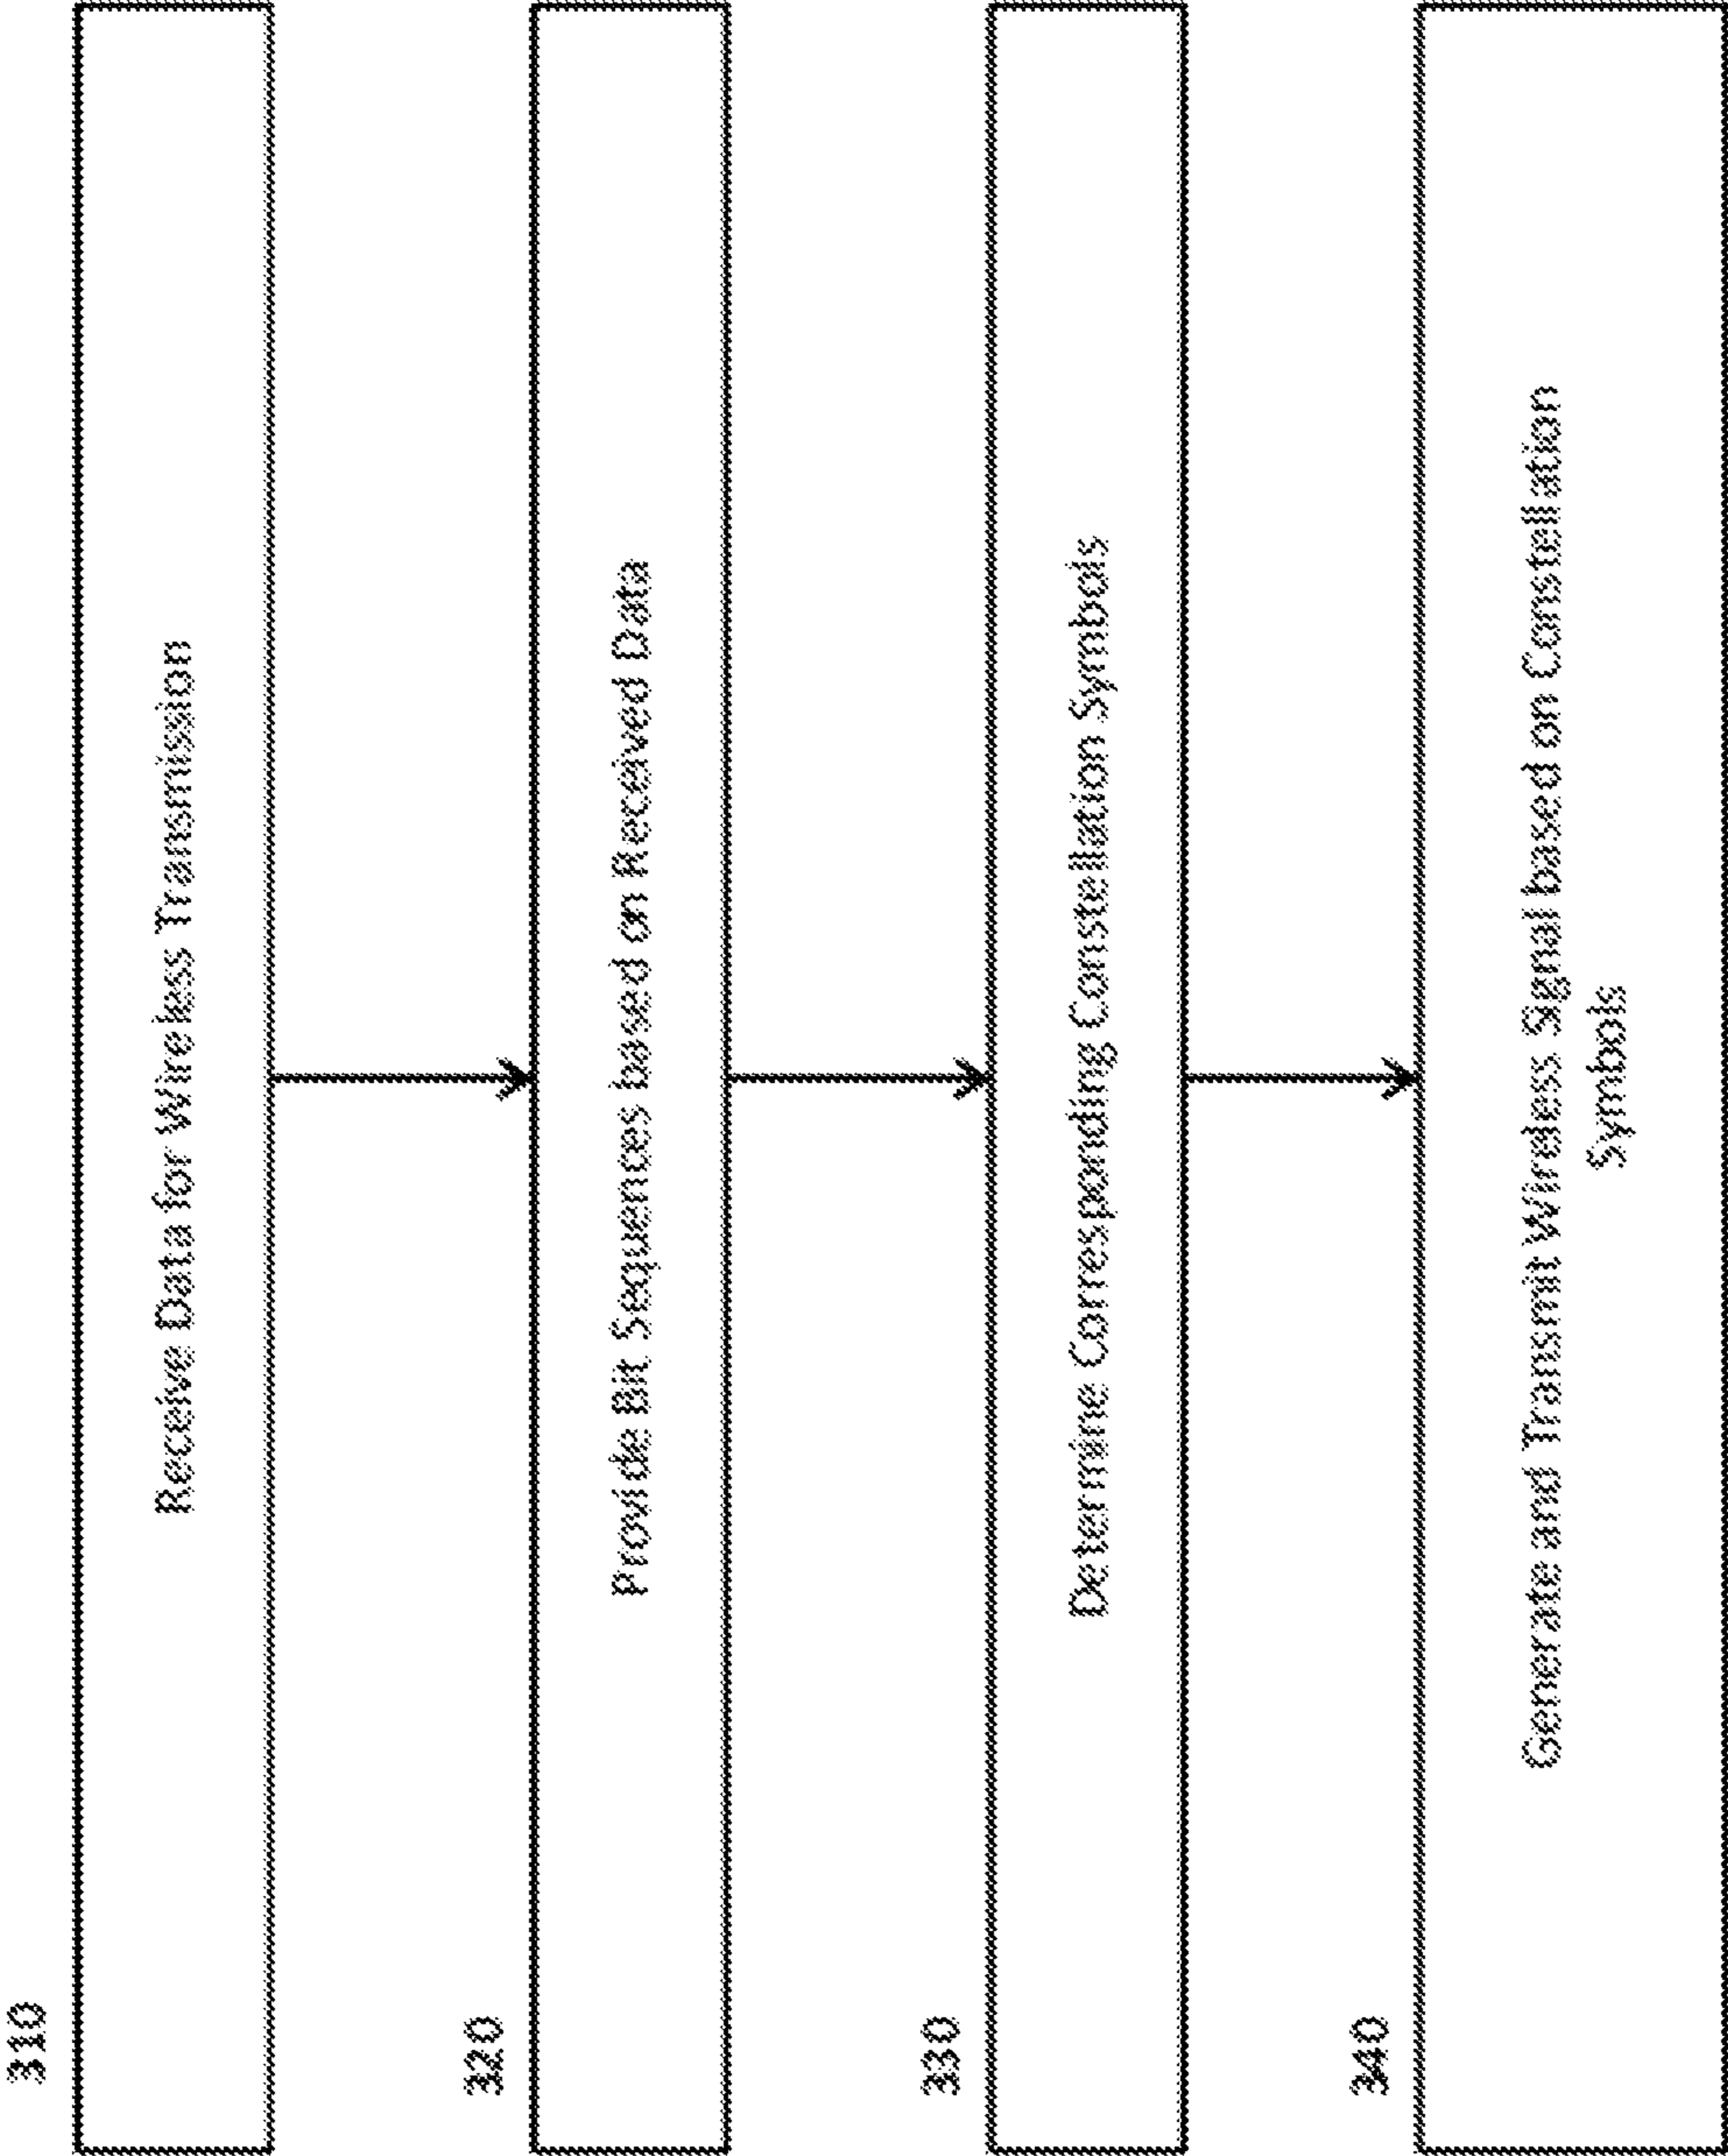 310
Receive Data for Wireless Transmission
320
Provide Bit Sequences based on Received Data
330
Determine Corresponding Constellation Symbols
340
Generate and Transmit Wireless Signal based on Constellation
Symbols